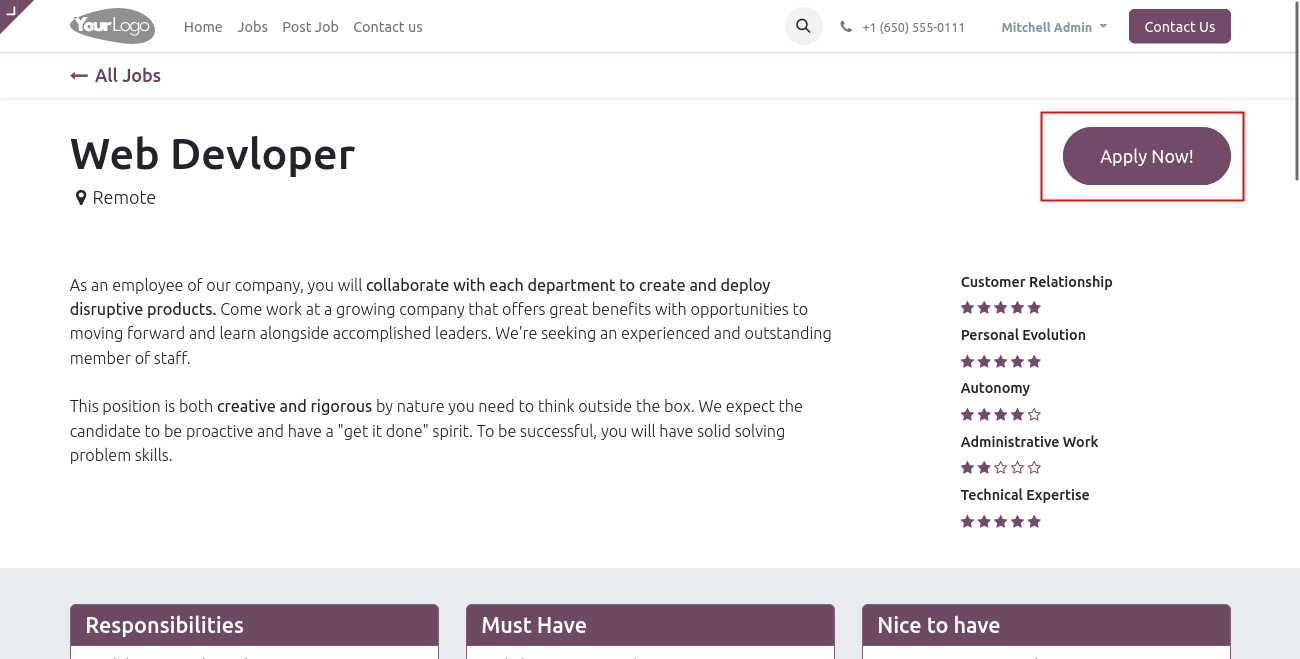 YourLogo
Home Jobs Post Job Contact us
+1 (650) 555-0111
Mitchell Admin
Contact Us
All Jobs
Web Devloper
Apply Now!
Remote
As an employee of our company, you will collaborate with each department to create and deploy
disruptive products. Come work at a growing company that offers great benefits with opportunities to
moving forward and learn alongside accomplished leaders. We're seeking an experienced and outstanding
member of staff.
This position is both creative and rigorous by nature you need to think outside the box. We expect the
candidate to be proactive and have a "get it done" spirit. To be successful, you will have solid solving
problem skills.
Customer Relationship
Personal Evolution
Autonomy
Administrative Work
Technical Expertise
Responsibilities
Must Have
Nice to have